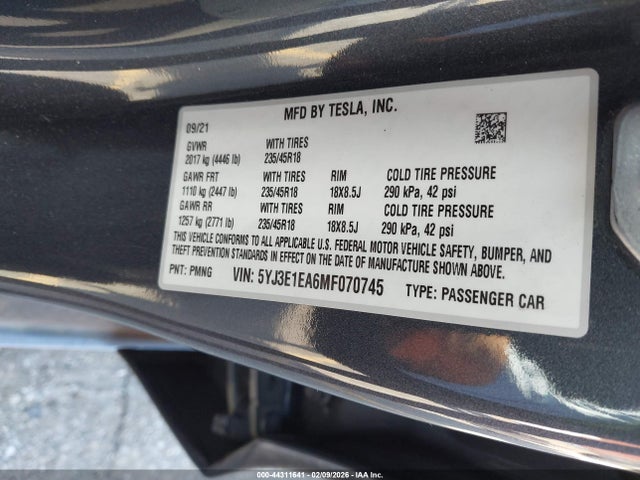 MFD BY TESLA, INC.
09/21
GVWR WITH TIRES
2017 kg (4446 lb) 235/45R18
GAWR FRT WITH TIRES RIM COLD TIRE PRESSURE
1110 kg (2447 lb) 235/45R18 18X8.5J 290 kPa, 42 psi
GAWR RR WITH TIRES RIM COLD TIRE PRESSURE
1257 kg (2771 lb) 235/45R18 18X8.5J 290 kPa, 42 psi
THIS VEHICLE CONFORMS TO ALL APPLICABLE U.S. FEDERAL MOTOR VEHICLE SAFETY, BUMPER, AND
THEFT PREVENTION STANDARDS IN EFFECT ON THE DATE OF MANUFACTURE SHOWN ABOVE.
PNT: PMNG VIN: 5YJ3E1EA6MF070745 TYPE: PASSENGER CAR
000-44311641 - 02/09/2026 - IAA Inc.